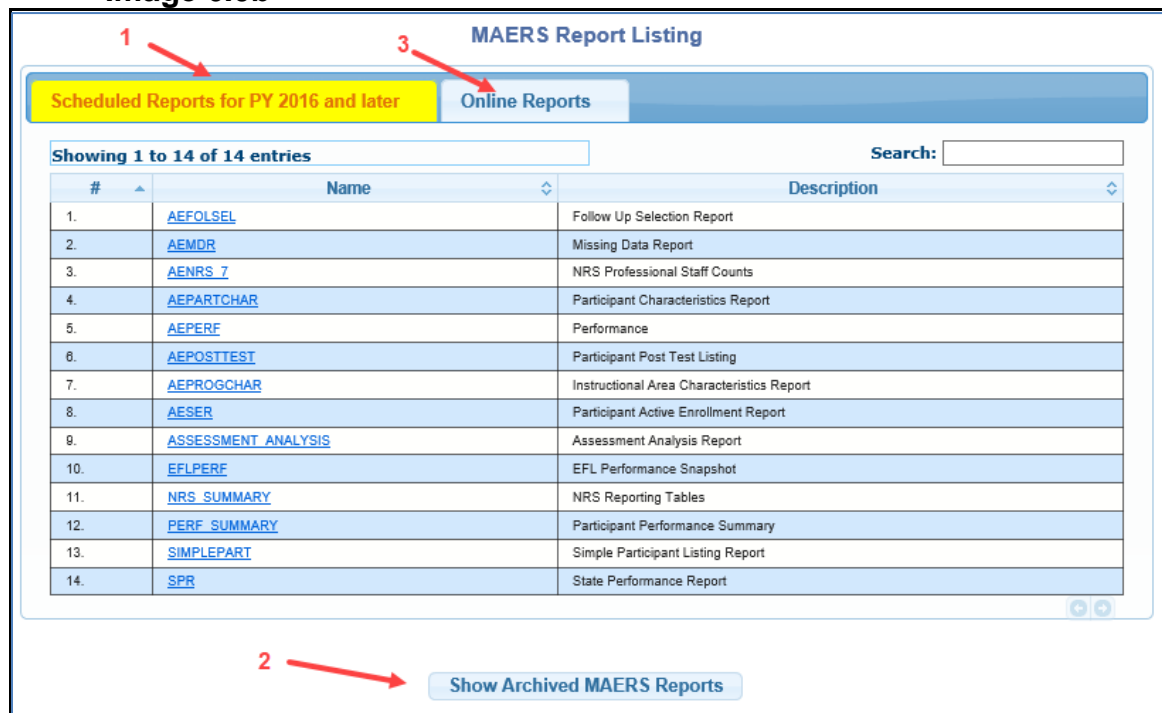 1
3
MAERS Report Listing
Scheduled Reports for PY 2016 and later Online Reports
Showing 1 to 14 of 14 entries Search:
# Name Description
1. AEFOLSEL Follow Up Selection Report
2. AEMDR Missing Data Report
3. AENRS_7 NRS Professional Staff Counts
4. AEPARTCHAR Participant Characteristics Report
5. AEPERF Performance
6. AEPOSTTEST Participant Post Test Listing
7. AEPROGCHAR Instructional Area Characteristics Report
8. AESER Participant Active Enrollment Report
9. ASSESSMENT_ANALYSIS Assessment Analysis Report
10. EFLPERF EFL Performance Snapshot
11. NRS_SUMMARY NRS Reporting Tables
12. PERF_SUMMARY Participant Performance Summary
13. SIMPLEPART Simple Participant Listing Report
14. SPR State Performance Report
2
Show Archived MAERS Reports